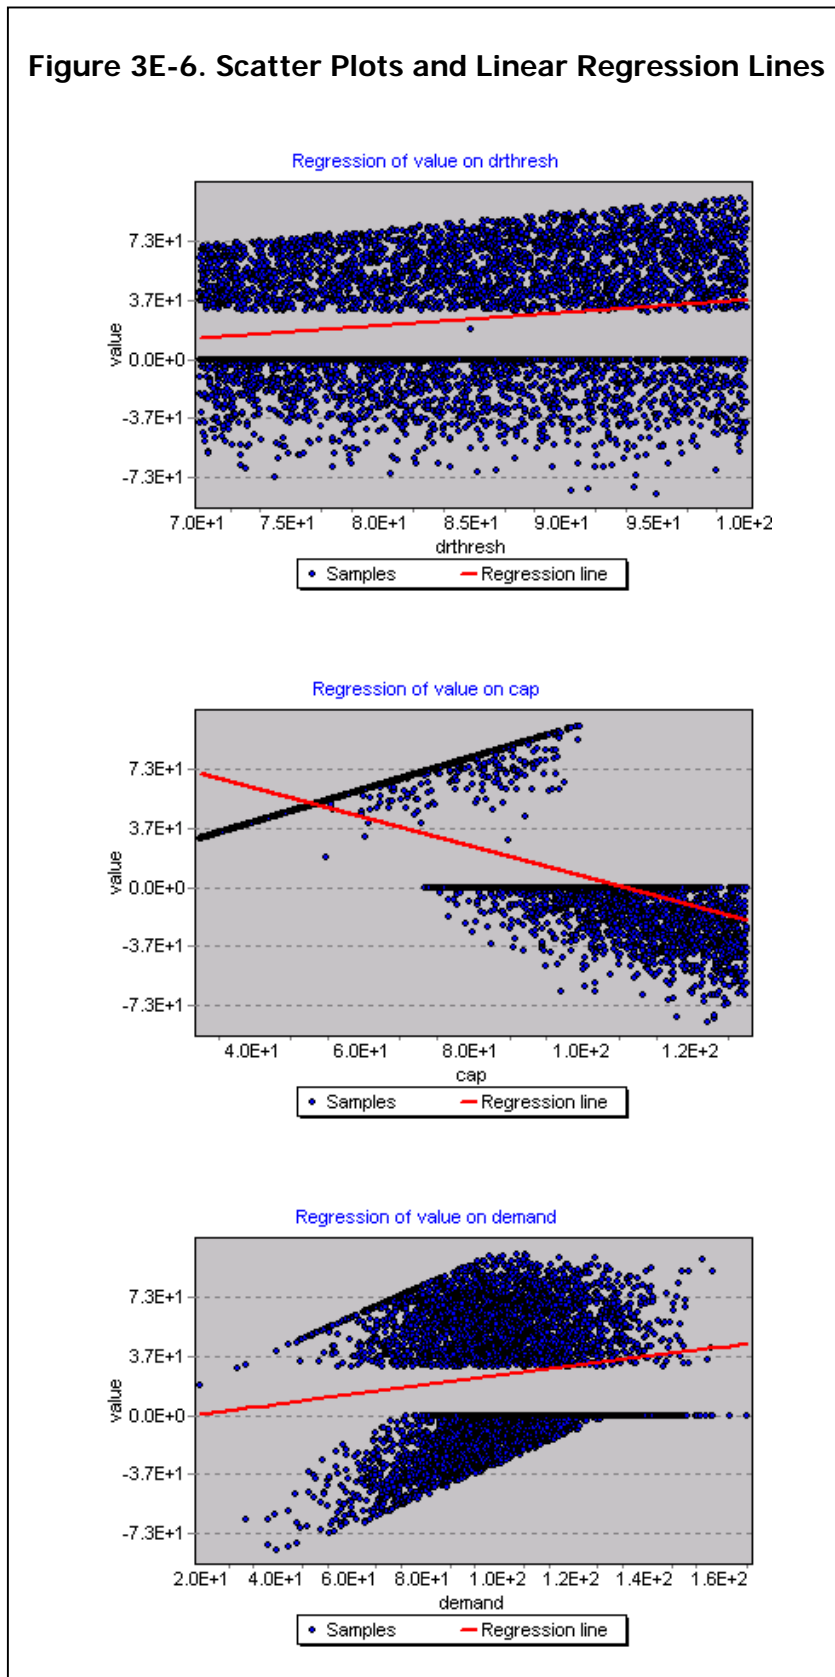 Figure 3E-6. Scatter Plots and Linear Regression Lines
Regression of value on drthresh
7.3E+1
3.7E+1
0.0E+0
-3.7E+1
-7.3E+1
value
7.0E+1 7.5E+1 8.0E+1 8.5E+1 9.0E+1 9.5E+1 1.0E+2
drthresh
Samples Regression line
Regression of value on cap
7.3E+1
3.7E+1
0.0E+0
-3.7E+1
-7.3E+1
value
4.0E+1 6.0E+1 8.0E+1 1.0E+2 1.2E+2
cap
Samples Regression line
Regression of value on demand
7.3E+1
3.7E+1
0.0E+0
-3.7E+1
-7.3E+1
value
2.0E+1 4.0E+1 6.0E+1 8.0E+1 1.0E+2 1.2E+2 1.4E+2 1.6E+2
demand
Samples Regression line